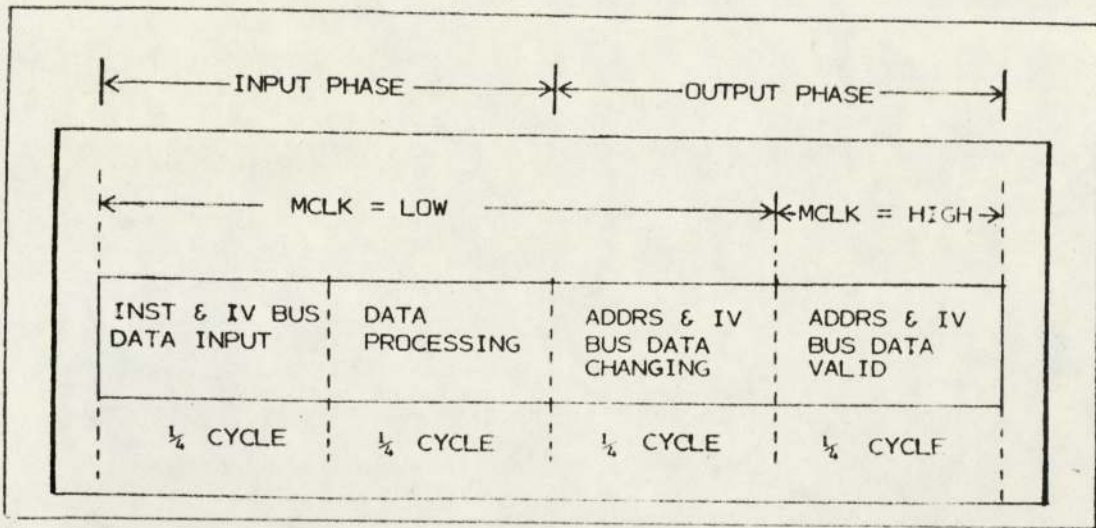 INPUT PHASE
OUTPUT PHASE
MCLK = LOW
MCLK = HIGH
INST & IV BUS
DATA INPUT
DATA
PROCESSING
ADDRS & IV
BUS DATA
CHANGING
ADDRS & IV
BUS DATA
VALID
¼ CYCLE
¼ CYCLE
¼ CYCLE
¼ CYCLE